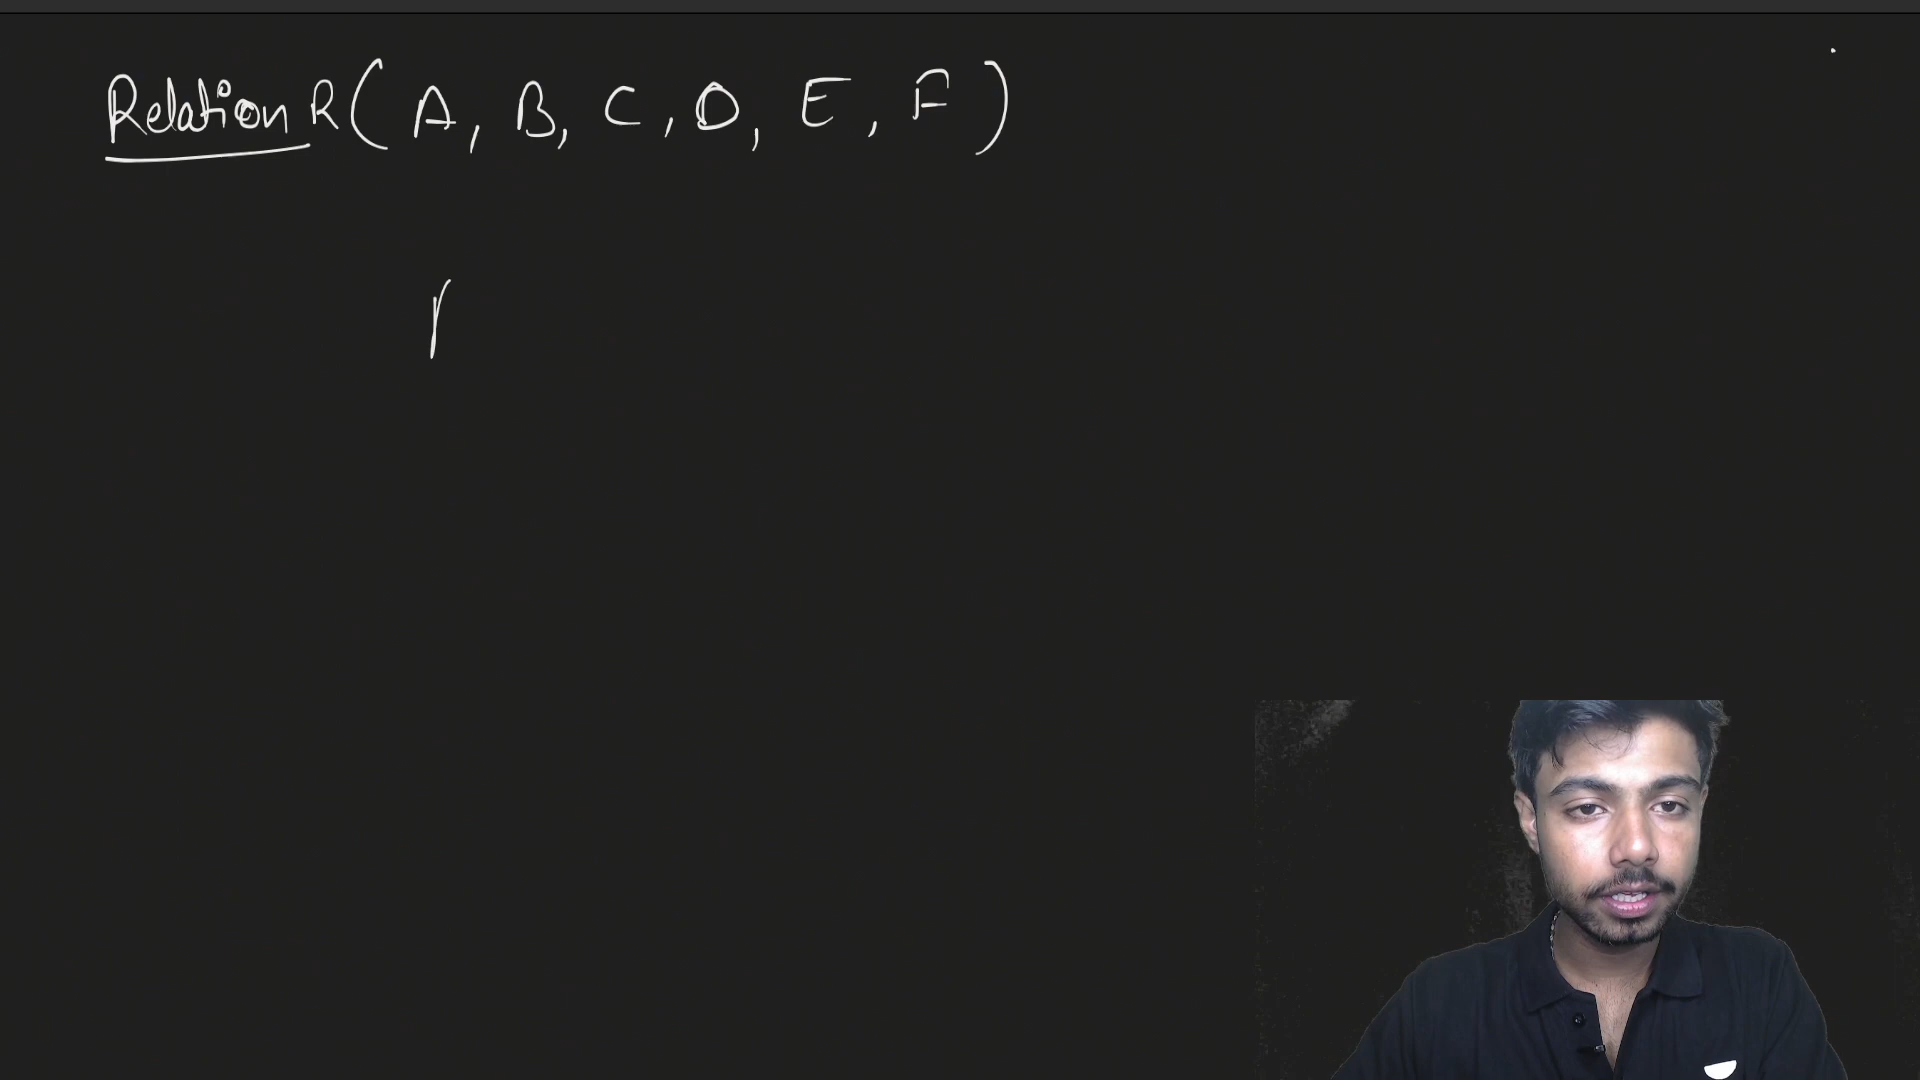 Relation R( A, B, C, D, E, F )